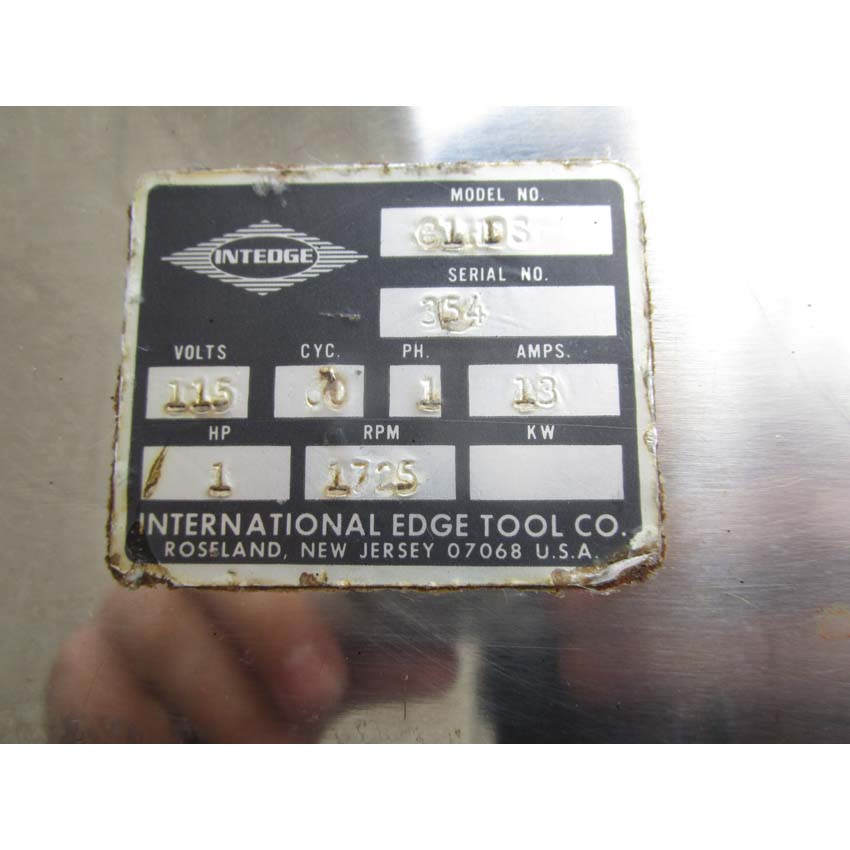 INTEDGE
MODEL NO.
SERIAL NO.
354
VOLTS CYC. PH. AMPS.
115 1 13
HP RPM KW
1 1725
INTERNATIONAL EDGE TOOL CO.
ROSELAND, NEW JERSEY 07068 U.S.A.